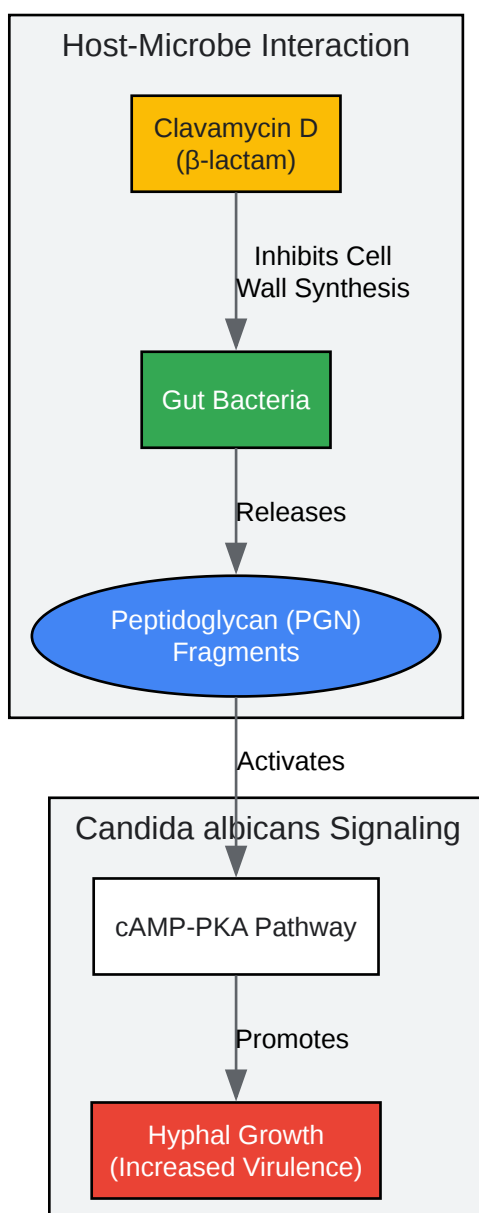 Host-Microbe Interaction
Clavamycin D
(β-lactam)
Inhibits Cell
Wall Synthesis
Gut Bacteria
Releases
Peptidoglycan (PGN)
Fragments
Activates
Candida albicans Signaling
cAMP-PKA Pathway
Promotes
Hyphal Growth
(Increased Virulence)